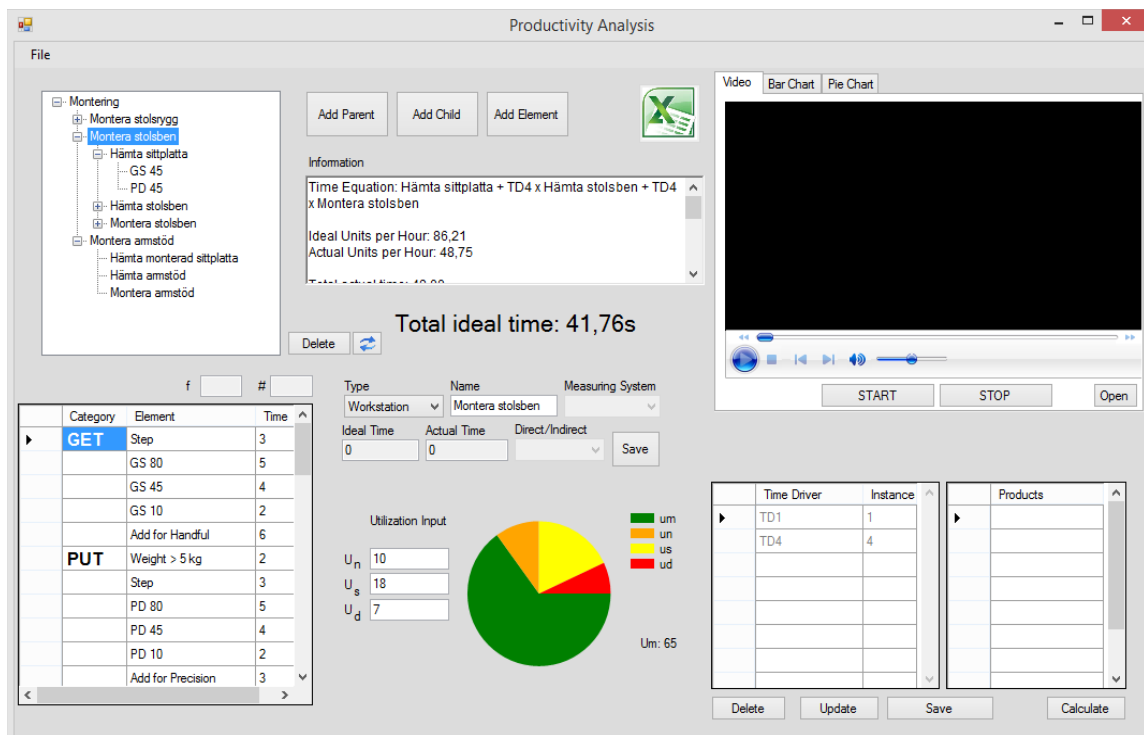 Productivity Analysis
File
Montering
Montera stolsrygg
Montera stolsben
Hämta sittplatta
GS 45
PD 45
Hämta stolsben
Montera stolsben
Montera armstöd
Hämta monterad sittplatta
Hämta armstöd
Montera armstöd
Add Parent Add Child Add Element
Information
Time Equation: Hämta sittplatta + TD4 x Hämta stolsben + TD4
x Montera stolsben
Ideal Units per Hour: 86,21
Actual Units per Hour: 48,75
Total ideal time: 41,76s
Delete
Video Bar Chart Pie Chart
START STOP Open
f #
Category Element Time
GET Step 3
GS 80 5
GS 45 4
GS 10 2
Add for Handful 6
PUT Weight > 5 kg 2
Step 3
PD 80 5
PD 45 4
PD 10 2
Add for Precision 3
Type Name Measuring System
Workstation Montera stolsben
Ideal Time Actual Time Direct/Indirect
0 0 Save
Utilization Input
Un 10
Us 18
Ud 7
um
un
us
ud
Um: 65
Time Driver Instance
TD1 1
TD4 4
Products
Delete Update Save Calculate